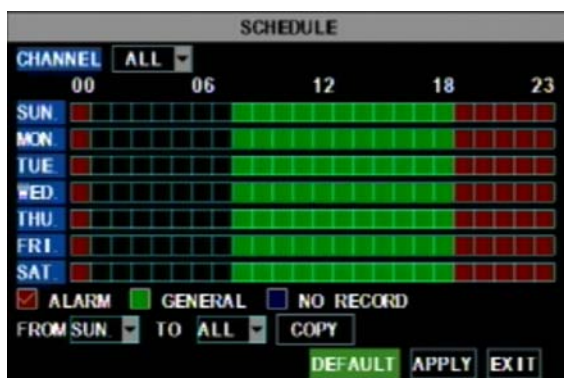 SCHEDULE
CHANNEL ALL
00 06 12 18 23
SUN.
MON.
TUE
WED.
THU.
FRI.
SAT.
ALARM GENERAL NO RECORD
FROM SUN. TO ALL COPY
DEFAULT APPLY EXIT